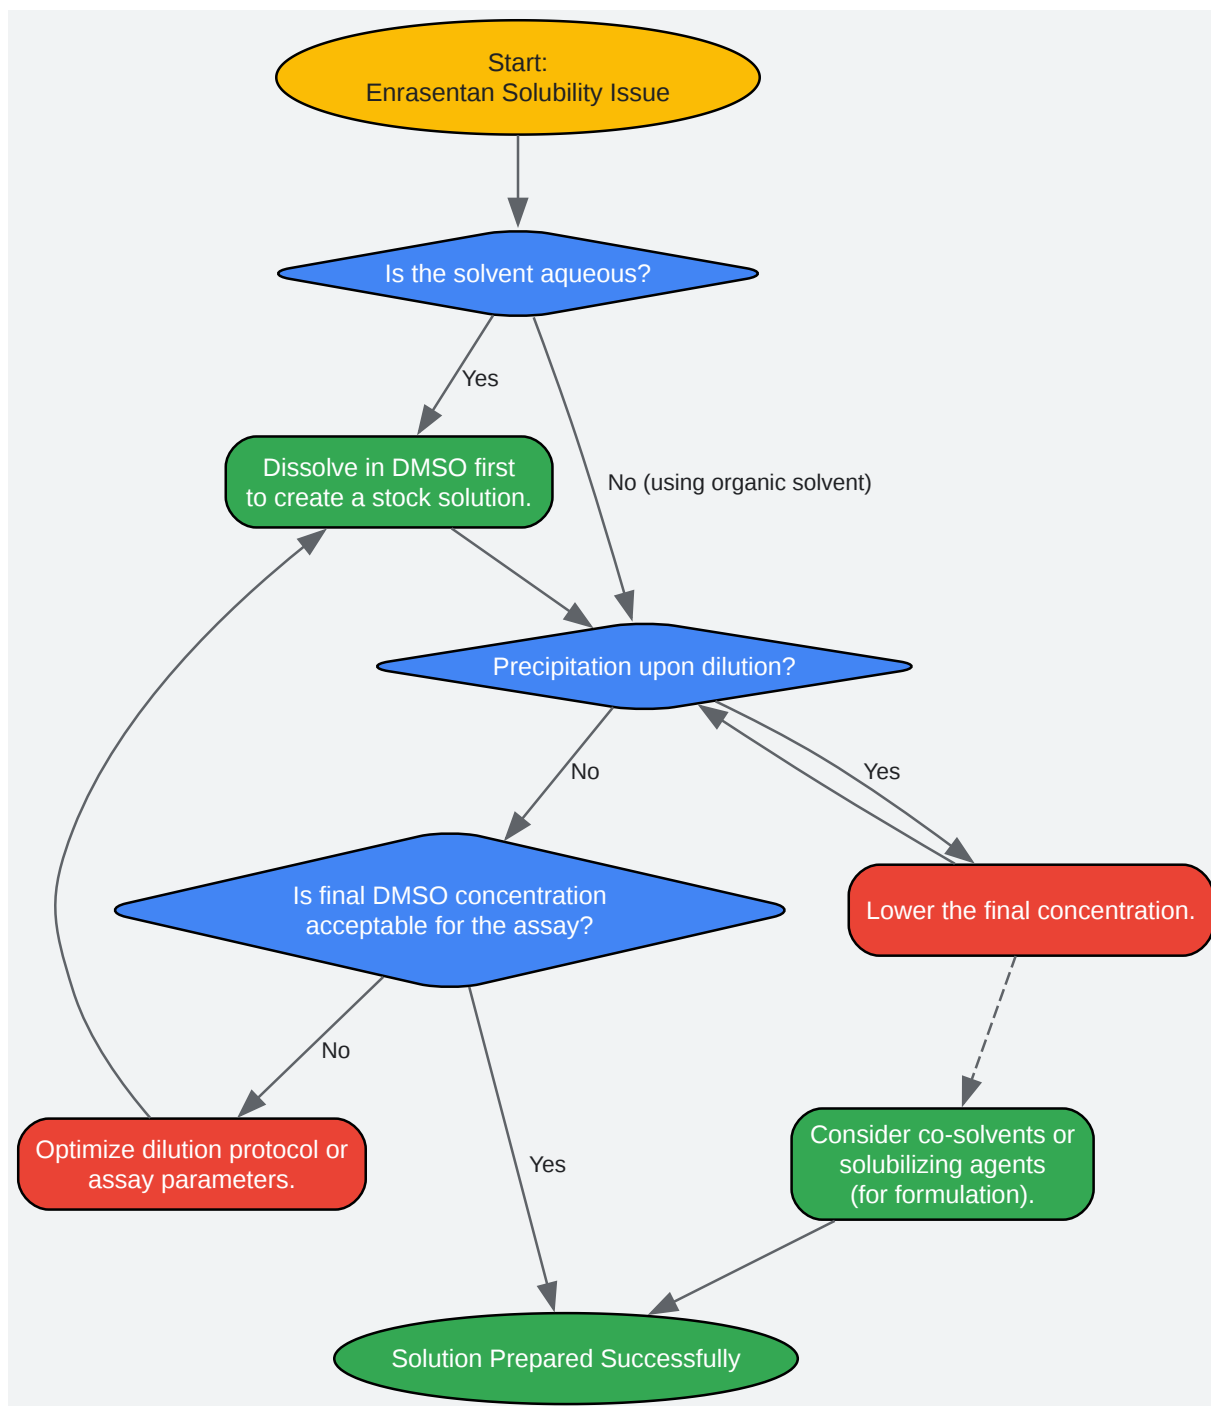 Start:
Enrasentan Solubility Issue
Is the solvent aqueous?
Yes
Dissolve in DMSO first
to create a stock solution.
No (using organic solvent)
Precipitation upon dilution?
No
Yes
Is final DMSO concentration
acceptable for the assay?
Lower the final concentration.
No
Optimize dilution protocol or
assay parameters.
Yes
Consider co-solvents or
solubilizing agents
(for formulation).
Solution Prepared Successfully